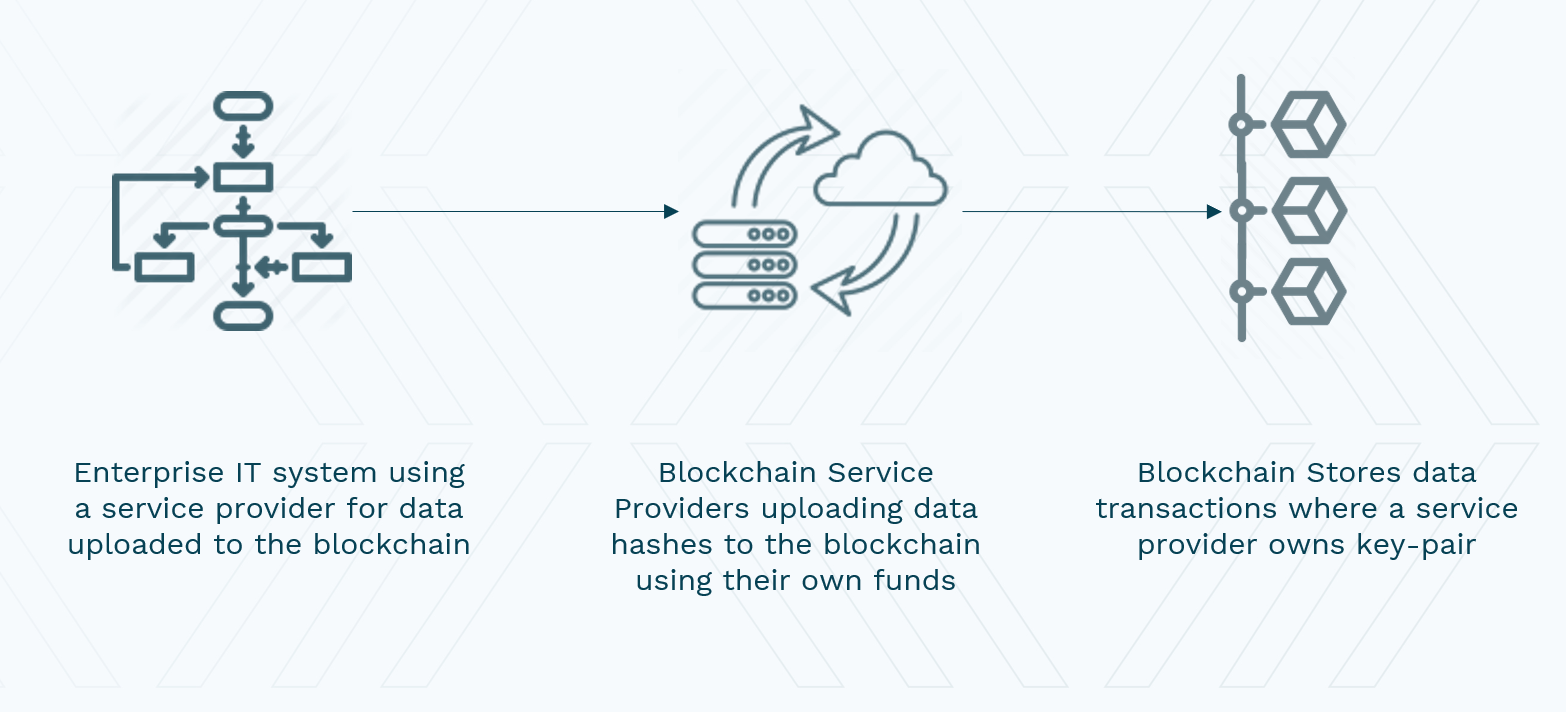 Enterprise IT system using
a service provider for data
uploaded to the blockchain
Blockchain Service
Providers uploading data
hashes to the blockchain
using their own funds
Blockchain Stores data
transactions where a service
provider owns key-pair